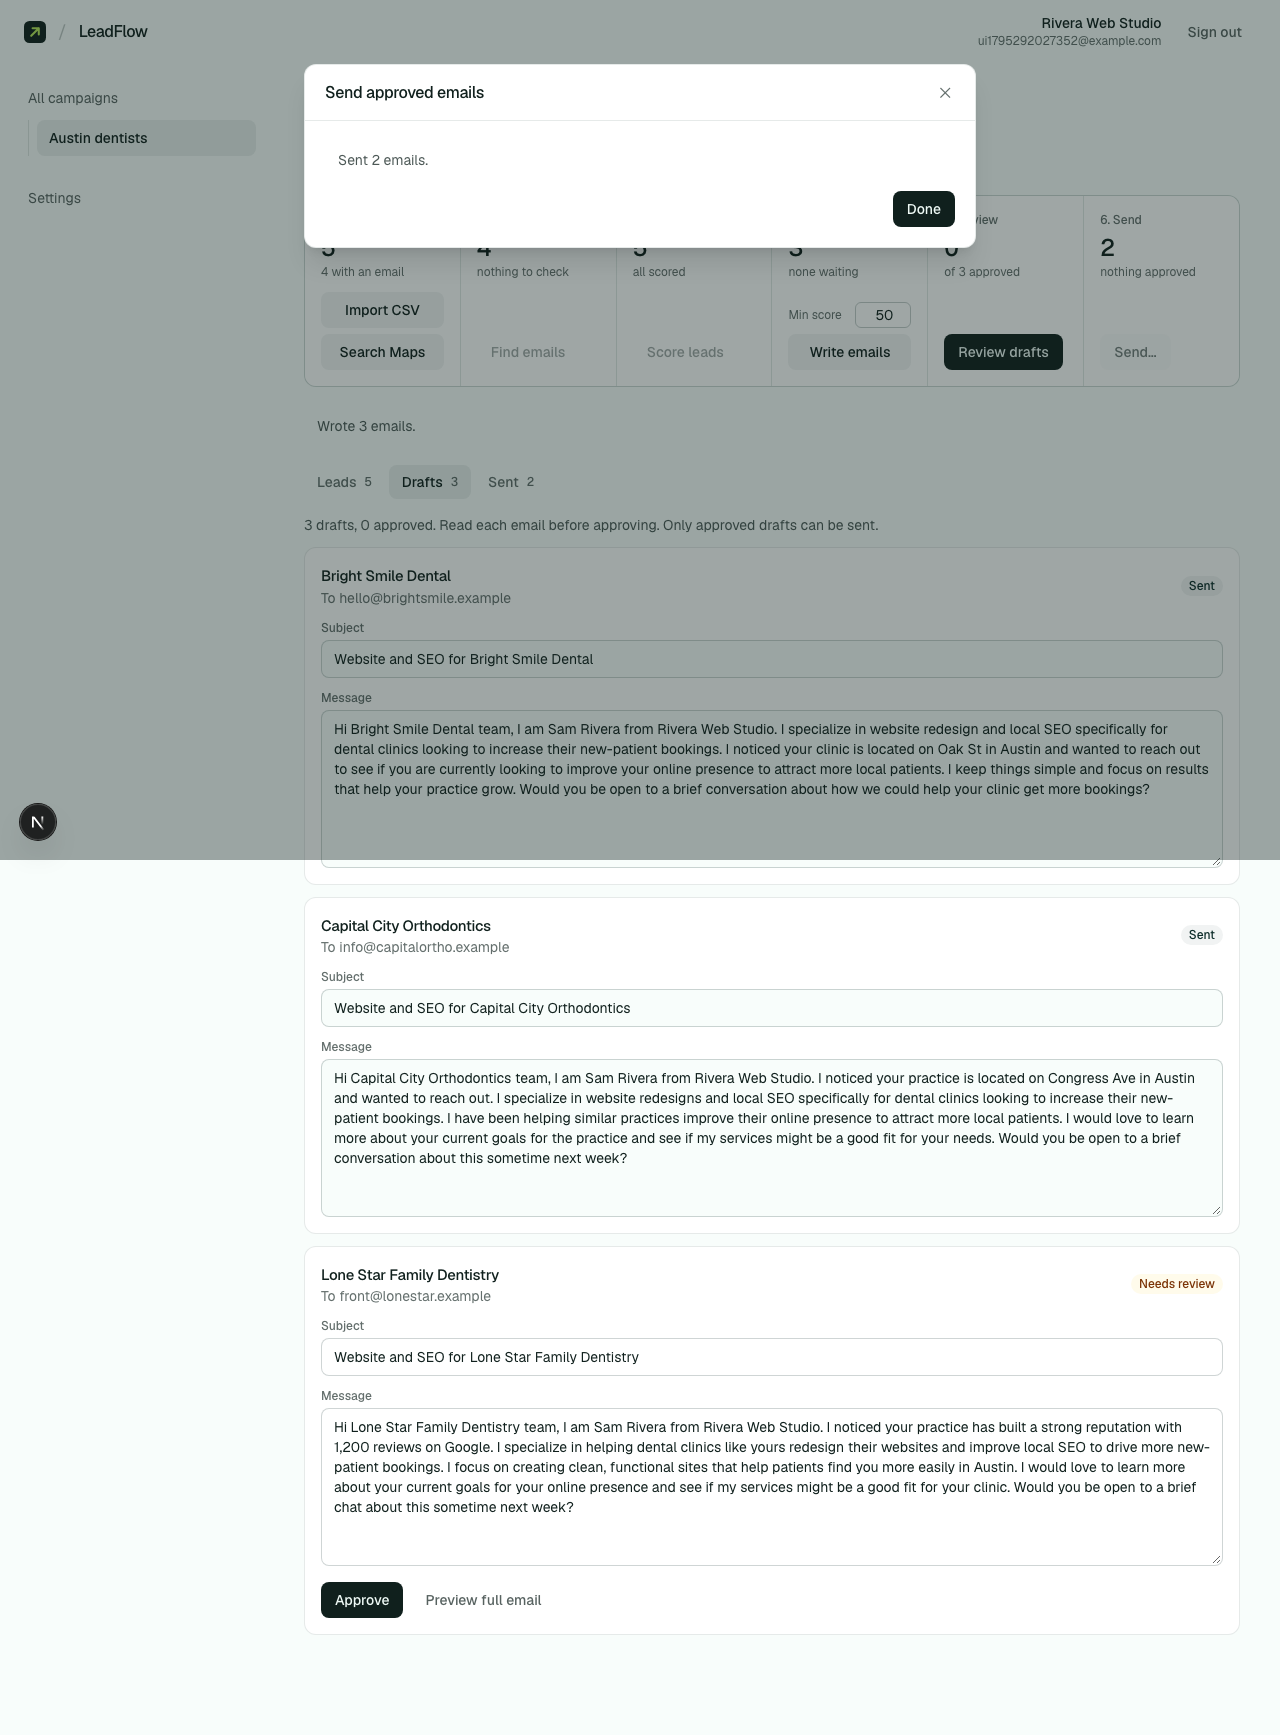 / LeadFlow
Rivera Web Studio
ui1795292027352@example.com
Sign out
All campaigns
Austin dentists
Settings
Send approved emails
Sent 2 emails.
Done
view
6. Send
5
4
5
3
0
2
4 with an email
nothing to check
all scored
none waiting
of 3 approved
nothing approved
Import CSV
Min score 50
Search Maps
Find emails
Score leads
Write emails
Review drafts
Send...
Wrote 3 emails.
Leads 5
Drafts 3
Sent 2
3 drafts, 0 approved. Read each email before approving. Only approved drafts can be sent.
Bright Smile Dental
To hello@brightsmile.example
Sent
Subject
Website and SEO for Bright Smile Dental
Message
Hi Bright Smile Dental team, I am Sam Rivera from Rivera Web Studio. I specialize in website redesign and local SEO specifically for
dental clinics looking to increase their new-patient bookings. I noticed your clinic is located on Oak St in Austin and wanted to reach out
to see if you are currently looking to improve your online presence to attract more local patients. I keep things simple and focus on results
that help your practice grow. Would you be open to a brief conversation about how we could help your clinic get more bookings?
N
Capital City Orthodontics
To info@capitalortho.example
Sent
Subject
Website and SEO for Capital City Orthodontics
Message
Hi Capital City Orthodontics team, I am Sam Rivera from Rivera Web Studio. I noticed your practice is located on Congress Ave in Austin
and wanted to reach out. I specialize in website redesigns and local SEO specifically for dental clinics looking to increase their new-
patient bookings. I have been helping similar practices improve their online presence to attract more local patients. I would love to learn
more about your current goals for the practice and see if my services might be a good fit for your needs. Would you be open to a brief
conversation about this sometime next week?
Lone Star Family Dentistry
To front@lonestar.example
Needs review
Subject
Website and SEO for Lone Star Family Dentistry
Message
Hi Lone Star Family Dentistry team, I am Sam Rivera from Rivera Web Studio. I noticed your practice has built a strong reputation with
1,200 reviews on Google. I specialize in helping dental clinics like yours redesign their websites and improve local SEO to drive more new-
patient bookings. I focus on creating clean, functional sites that help patients find you more easily in Austin. I would love to learn more
about your current goals for your online presence and see if my services might be a good fit for your clinic. Would you be open to a brief
chat about this sometime next week?
Approve
Preview full email